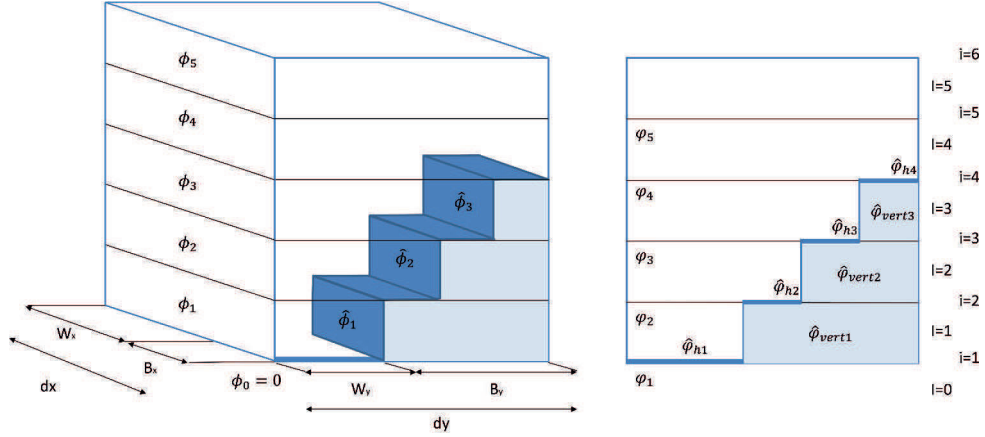 ϕ5
ϕ4
ϕ3
ϕ2
ϕ1
ϕ̂3
ϕ̂2
ϕ̂1
Wx
Bx
dx
ϕ0 = 0
Wy
By
dy
i=6
l=5
i=5
φ5
l=4
φ̂h4
i=4
φ4
l=3
φ̂vert3
φ̂h3
i=3
φ3
l=2
φ̂vert2
φ̂h2
i=2
φ2
l=1
φ̂vert1
φ̂h1
i=1
φ1
l=0